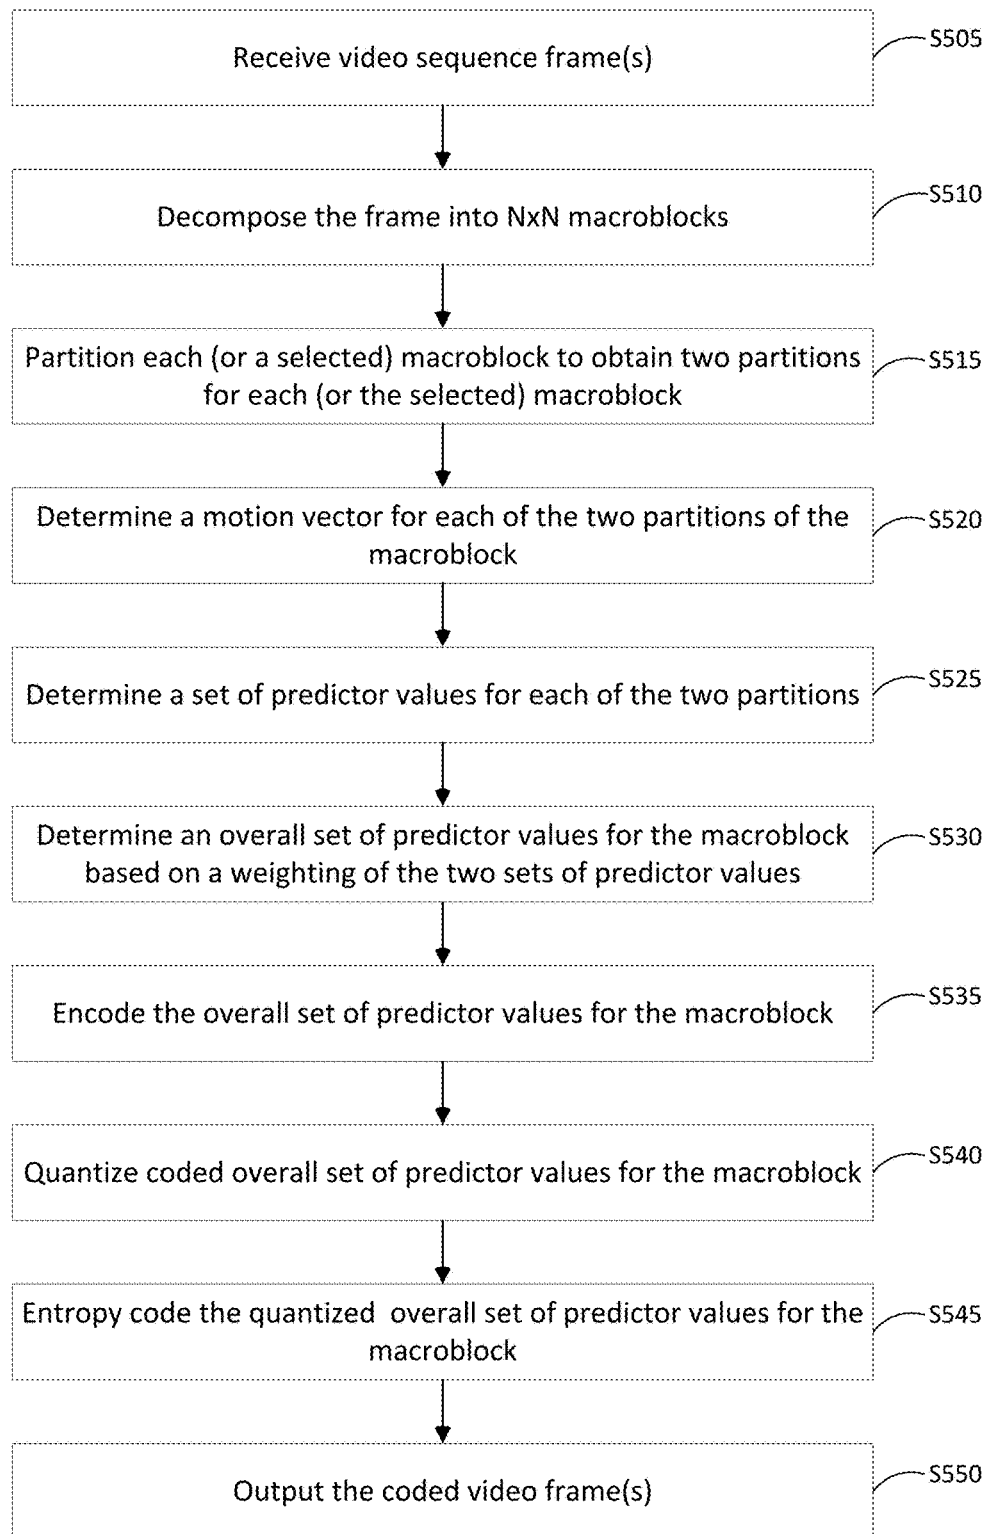 Receive video sequence frame(s)
S505
Decompose the frame into NxN macroblocks
S510
Partition each (or a selected) macroblock to obtain two partitions
for each (or the selected) macroblock
S515
Determine a motion vector for each of the two partitions of the
macroblock
S520
Determine a set of predictor values for each of the two partitions
S525
Determine an overall set of predictor values for the macroblock
based on a weighting of the two sets of predictor values
S530
Encode the overall set of predictor values for the macroblock
S535
Quantize coded overall set of predictor values for the macroblock
S540
Entropy code the quantized overall set of predictor values for the
macroblock
S545
Output the coded video frame(s)
S550